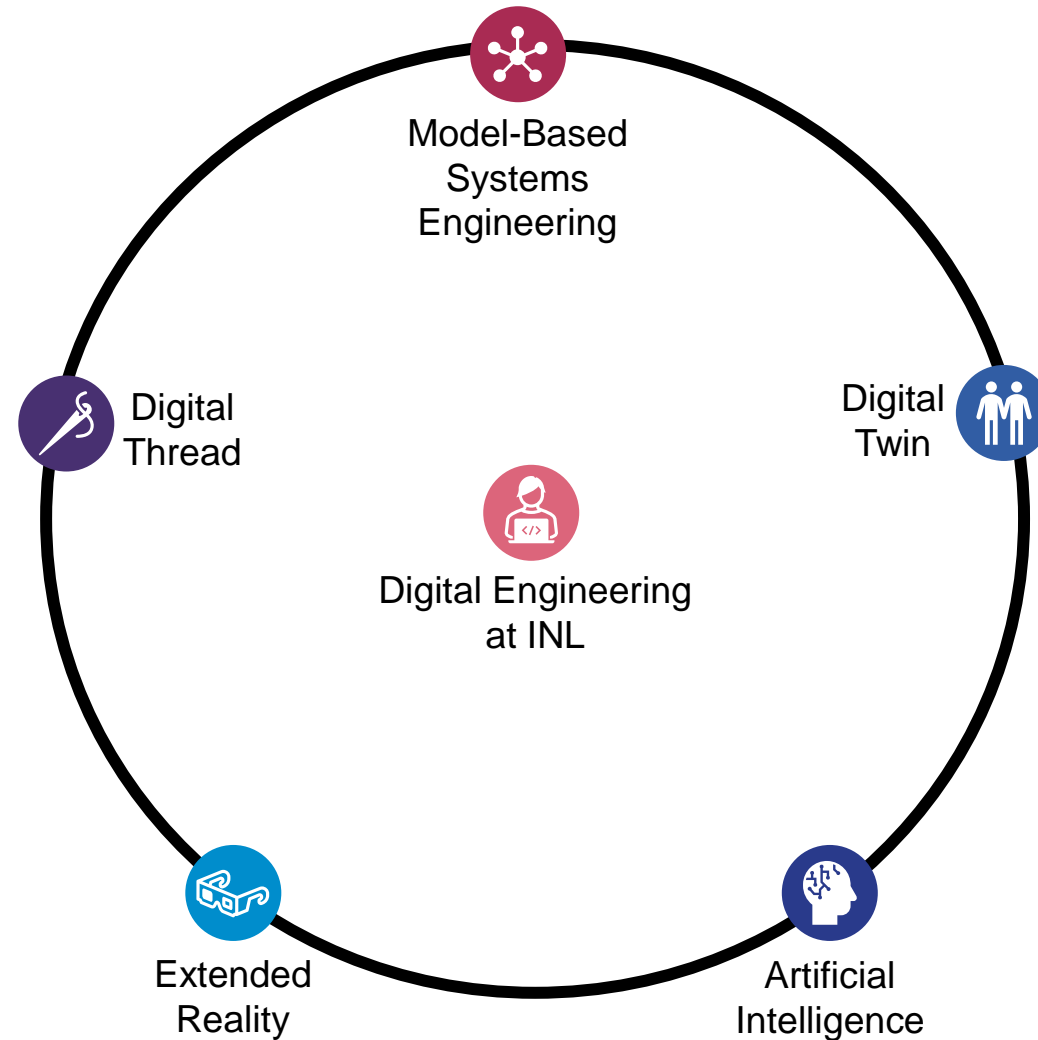 Model-Based
Systems
Engineering
Digital
Thread
Digital
Twin
</>
Digital Engineering
at INL
Extended
Reality
Artificial
Intelligence